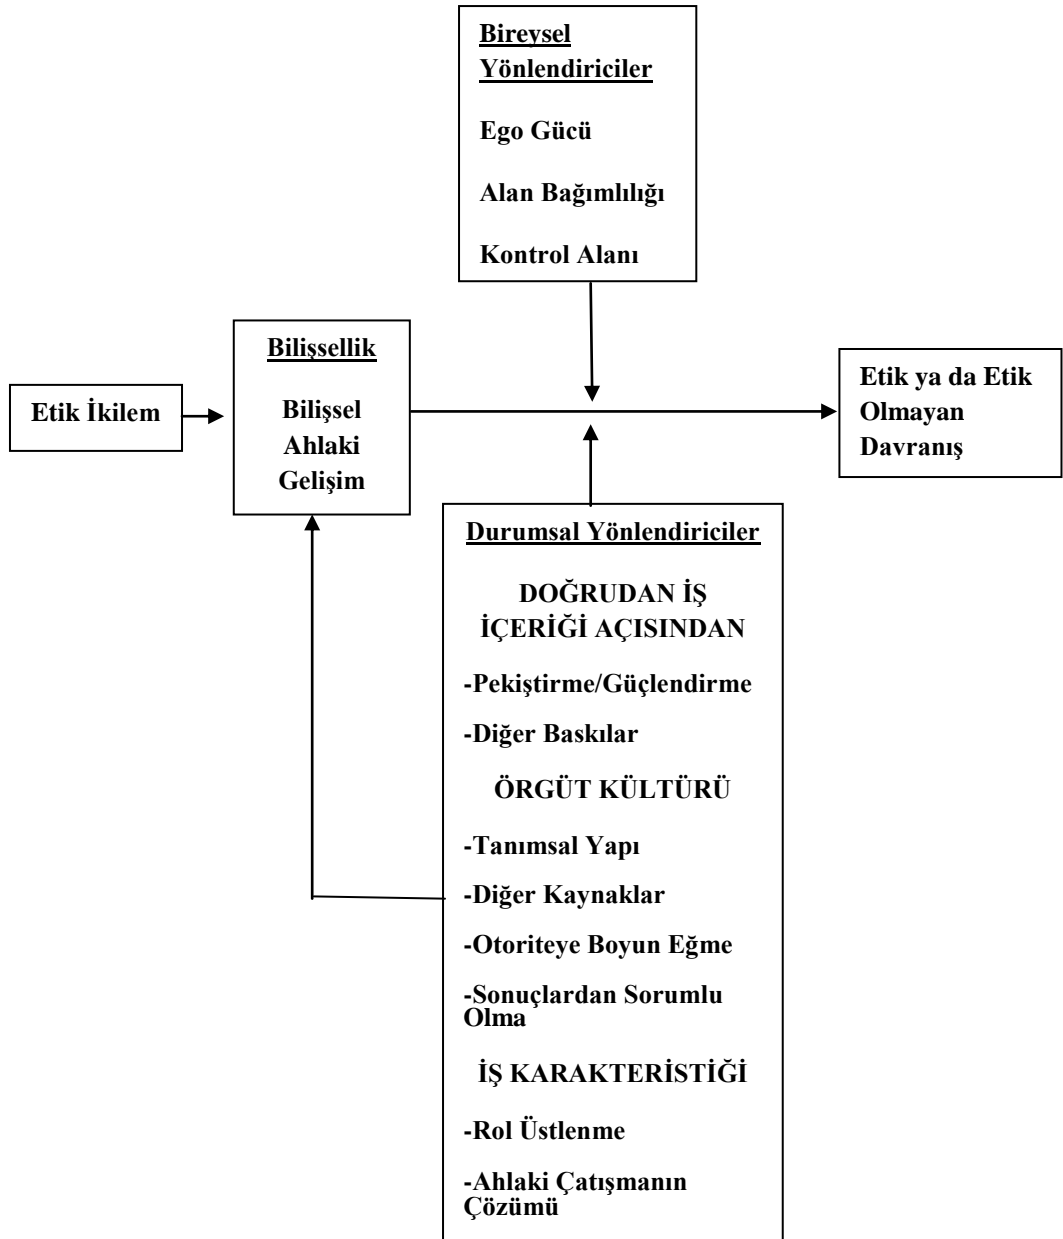 Bireysel
Yönlendiriciler
Ego Gücü
Alan Bağımlılığı
Kontrol Alanı
Etik İkilem
Bilişsellik
Bilişsel
Ahlaki
Gelişim
Etik ya da Etik
Olmayan
Davranış
Durumsal Yönlendiriciler
DOĞRUDAN İŞ
İÇERİĞİ AÇISINDAN
-Pekiştirme/Güçlendirme
-Diğer Baskılar
ÖRGÜT KÜLTÜRÜ
-Tanımsal Yapı
-Diğer Kaynaklar
-Otoriteye Boyun Eğme
-Sonuçlardan Sorumlu
Olma
İŞ KARAKTERİSTİĞİ
-Rol Üstlenme
-Ahlaki Çatışmanın
Çözümü